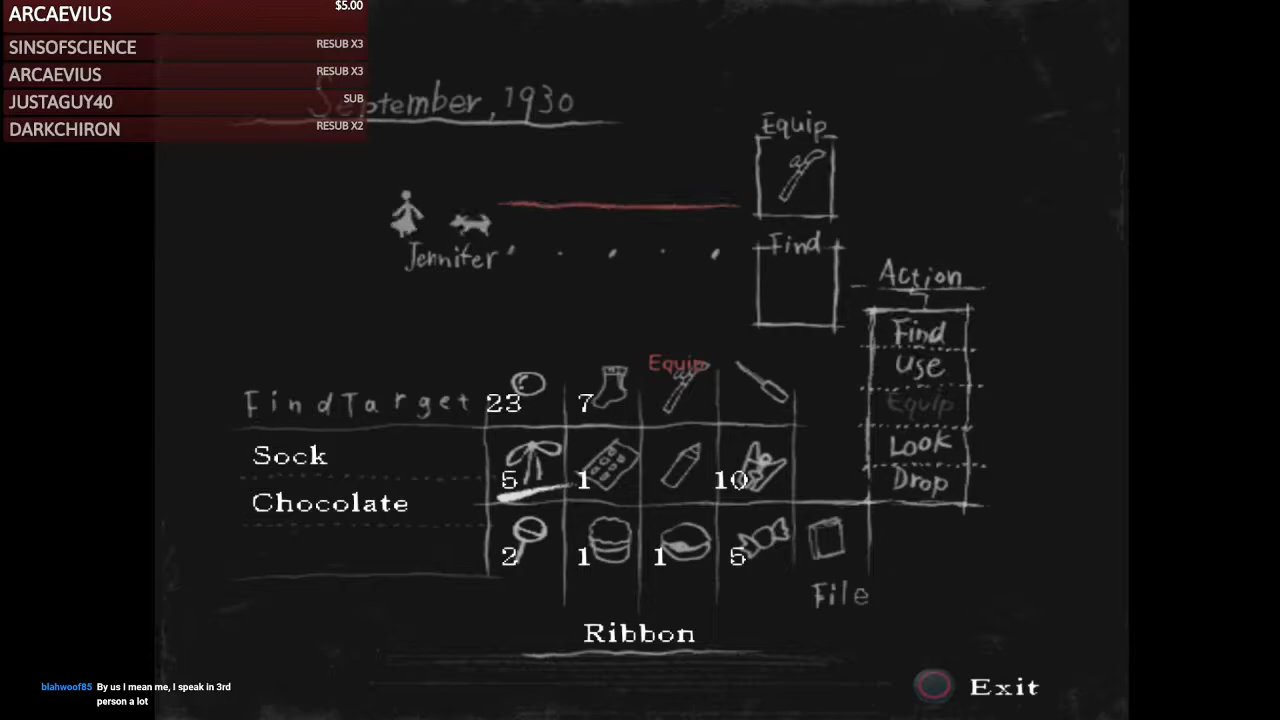 ARCAEVIUS $5.00
SINSOFSCIENCE RESUB X3
ARCAEVIUS RESUB X3
JUSTAGUY40 SUB
DARKCHIRON RESUB X2
September, 1930
Equip
Jennifer
Find
Action
Find
Use
Equip
Look
Drop
Equip
FindTarget 23 7
Sock
5 1 10
Chocolate
2 1 1 5
File
Ribbon
Exit
blahwoof85 By us I mean me, I speak in 3rd
person a lot